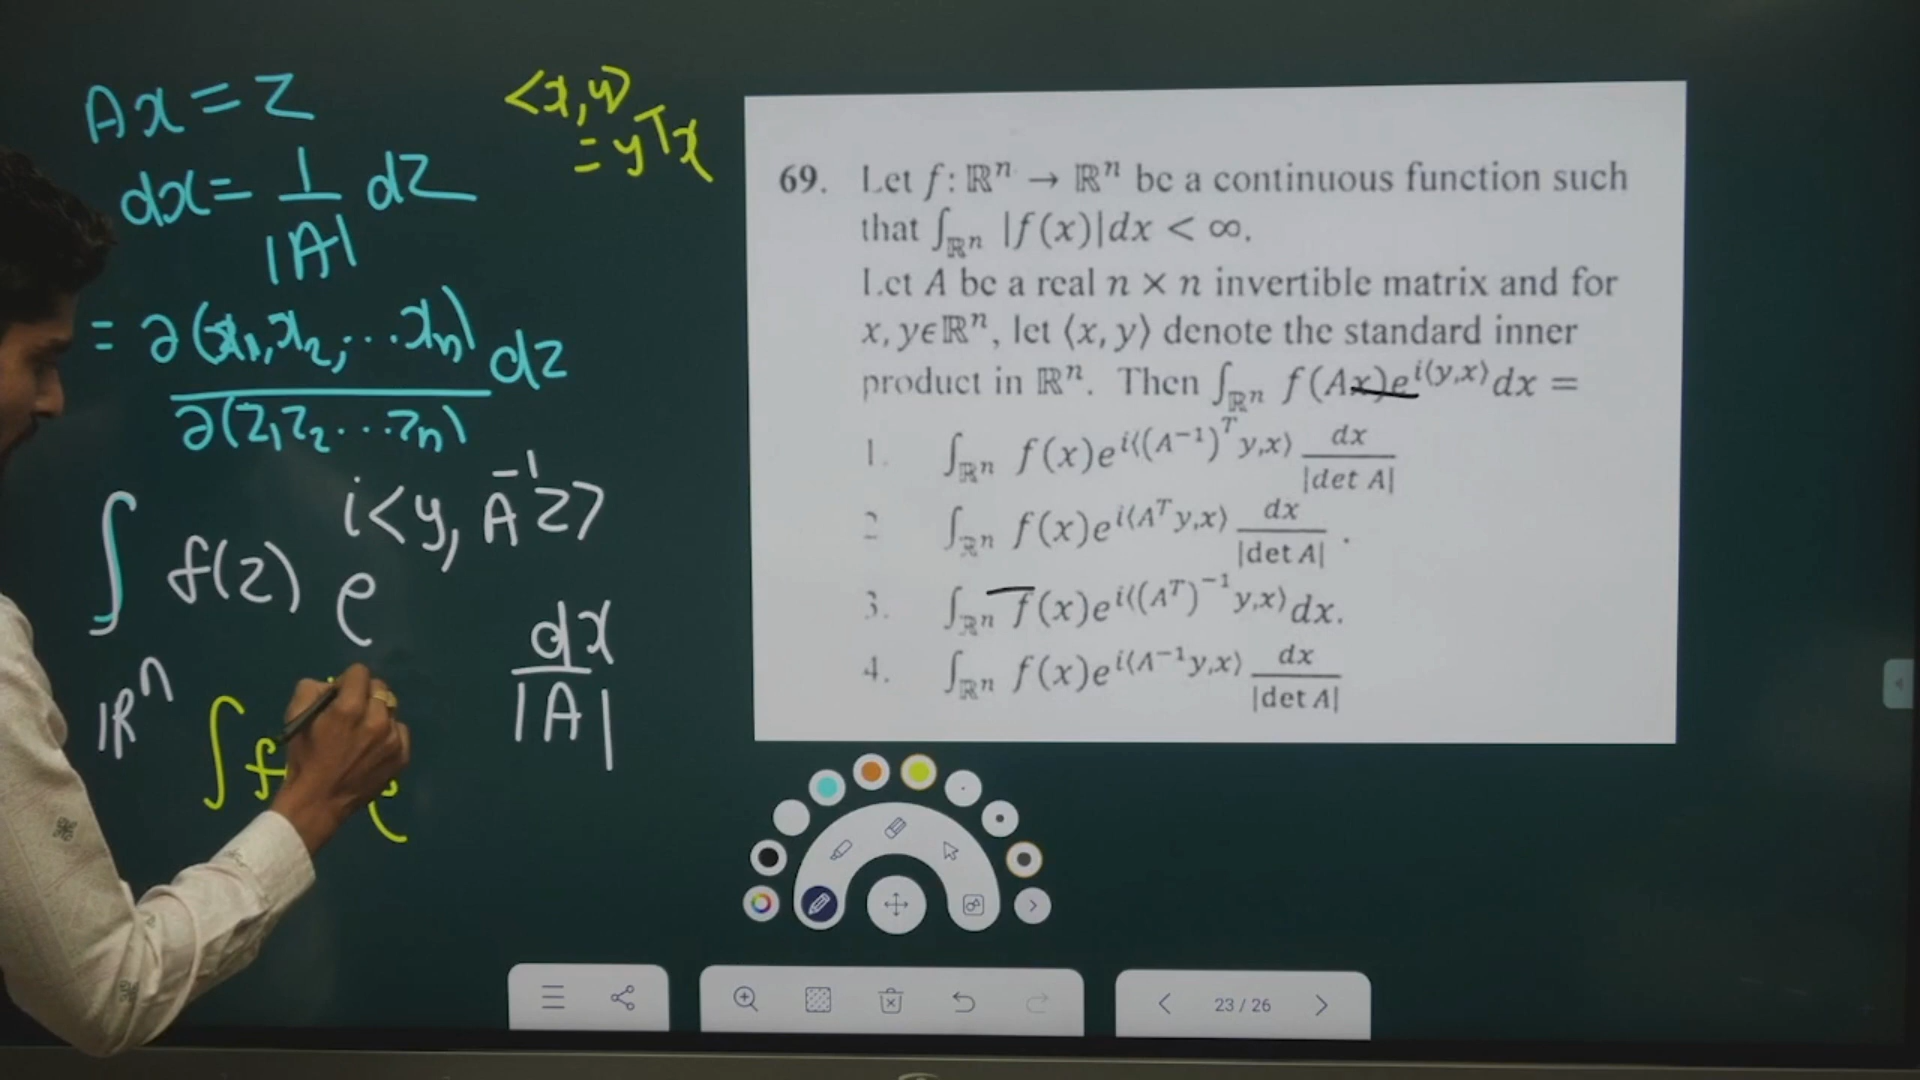 Ax = Z
dx = 1/|A| dz
= ∂(x₁,x₂,...xₙ)/∂(z₁z₂...zₙ) dz
∫ f(z) e i<y, A⁻¹z>
ℝⁿ
dx/|A|
∫ f e
<x,y>
= yᵀx
69. Let f: ℝⁿ → ℝⁿ be a continuous function such
that ∫ℝⁿ |f(x)|dx < ∞.
Let A be a real n × n invertible matrix and for
x, yϵℝⁿ, let ⟨x, y⟩ denote the standard inner
product in ℝⁿ. Then ∫ℝⁿ f(Ax)e^{i⟨y,x⟩}dx =
1. ∫ℝⁿ f(x)e^{i⟨(A⁻¹)ᵀy,x⟩} dx/|det A|
2 ∫ℝⁿ f(x)e^{i⟨Aᵀy,x⟩} dx/|det A| .
3. ∫ℝⁿ f(x)e^{i⟨(Aᵀ)⁻¹y,x⟩}dx.
4. ∫ℝⁿ f(x)e^{i⟨A⁻¹y,x⟩} dx/|det A|
23 / 26